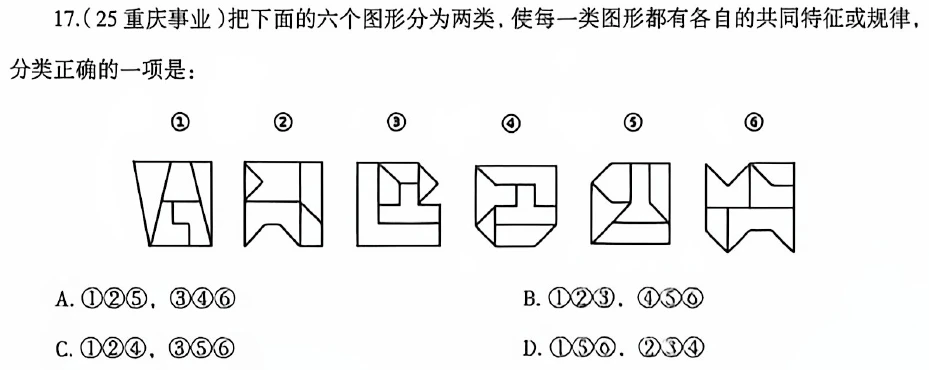 17.(25重庆事业)把下面的六个图形分为两类,使每一类图形都有各自的共同特征或规律,
分类正确的一项是:
① ② ③ ④ ⑤ ⑥
A. ①②⑤, ③④⑥ B. ①②③. ④⑤⑥
C. ①②④, ③⑤⑥ D. ①⑤⑥. ②③④